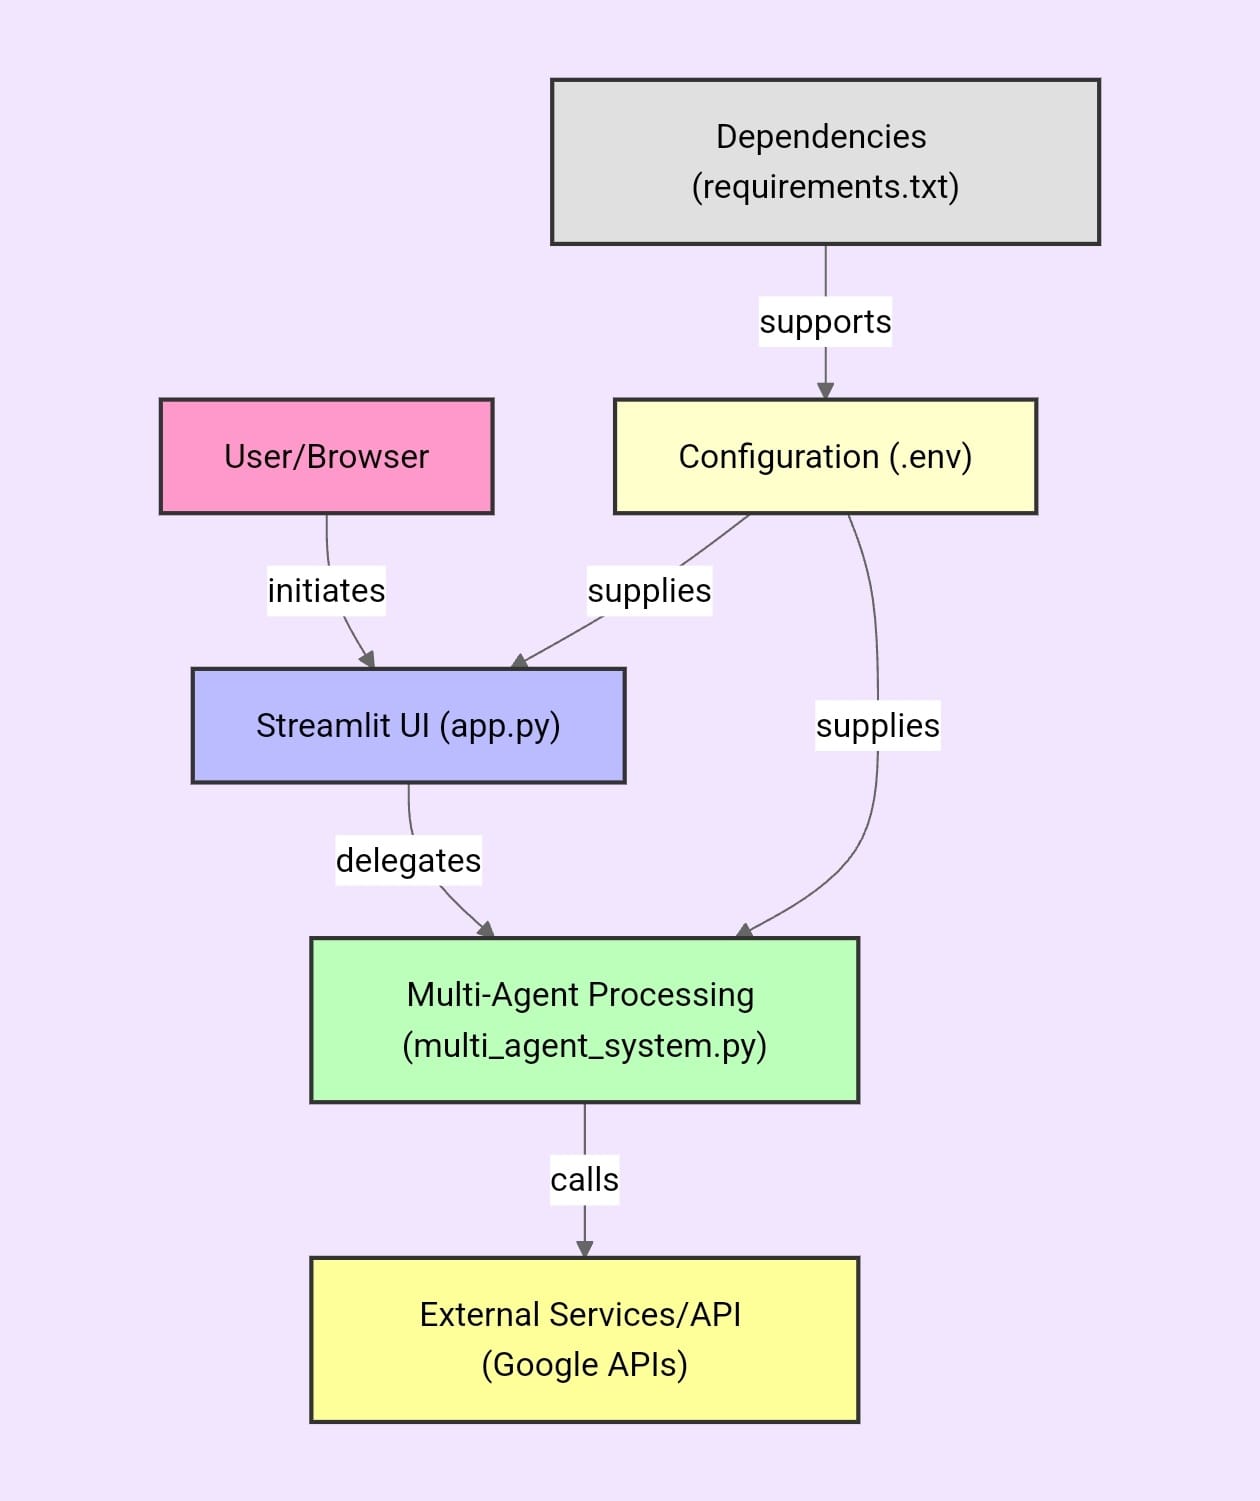 Dependencies
(requirements.txt)
supports
User/Browser
Configuration (.env)
initiates
supplies
Streamlit UI (app.py)
supplies
delegates
Multi-Agent Processing
(multi_agent_system.py)
calls
External Services/API
(Google APIs)